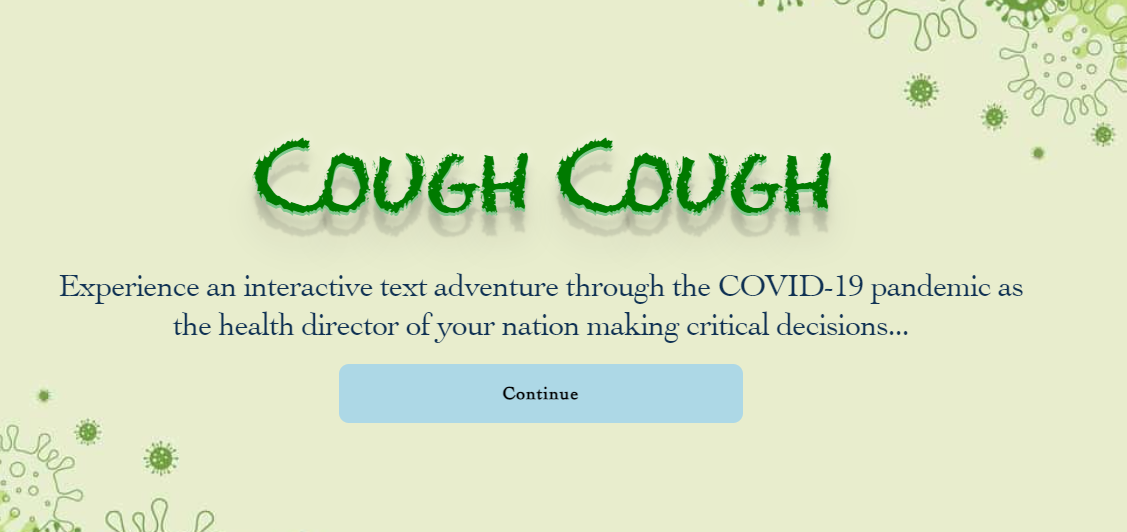 Cough Cough
Experience an interactive text adventure through the COVID-19 pandemic as
the health director of your nation making critical decisions...
Continue